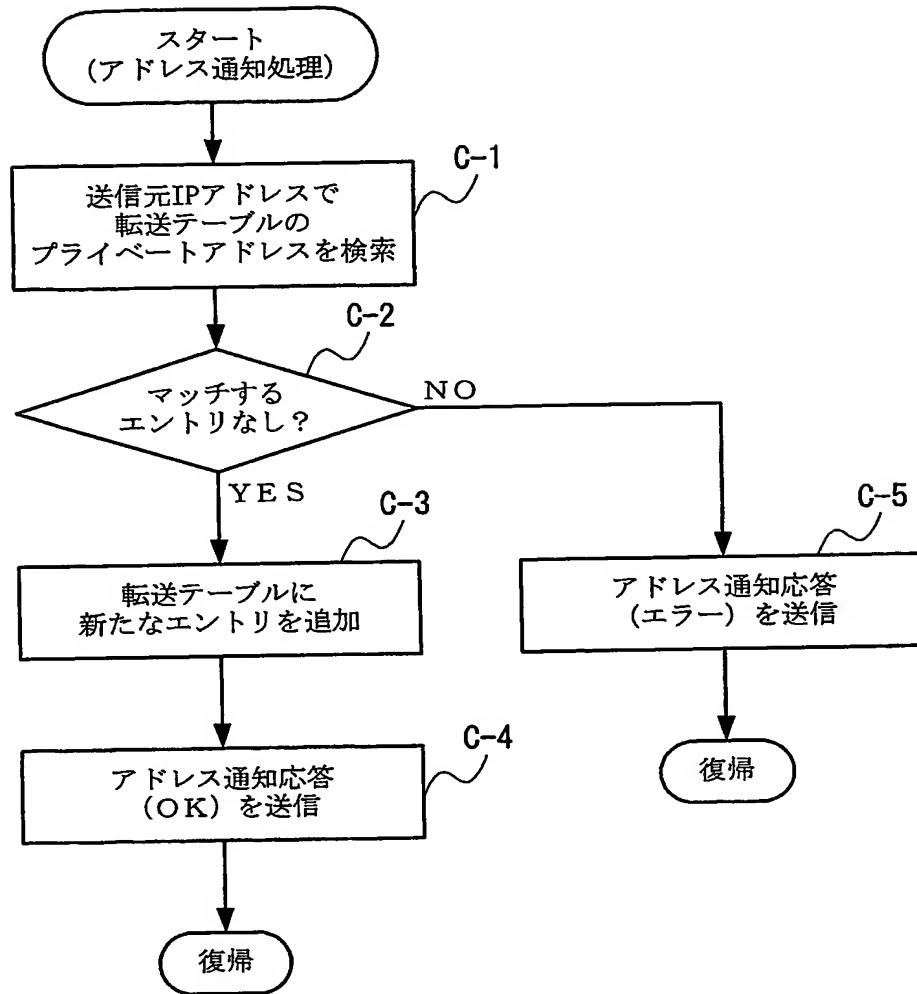 スタート
(アドレス通知処理)
C-1
送信元IPアドレスで
転送テーブルの
プライベートアドレスを検索
C-2
マッチする
エントリなし？
NO
YES
C-3
転送テーブルに
新たなエントリを追加
C-5
アドレス通知応答
(エラー) を送信
C-4
アドレス通知応答
(OK) を送信
復帰
復帰